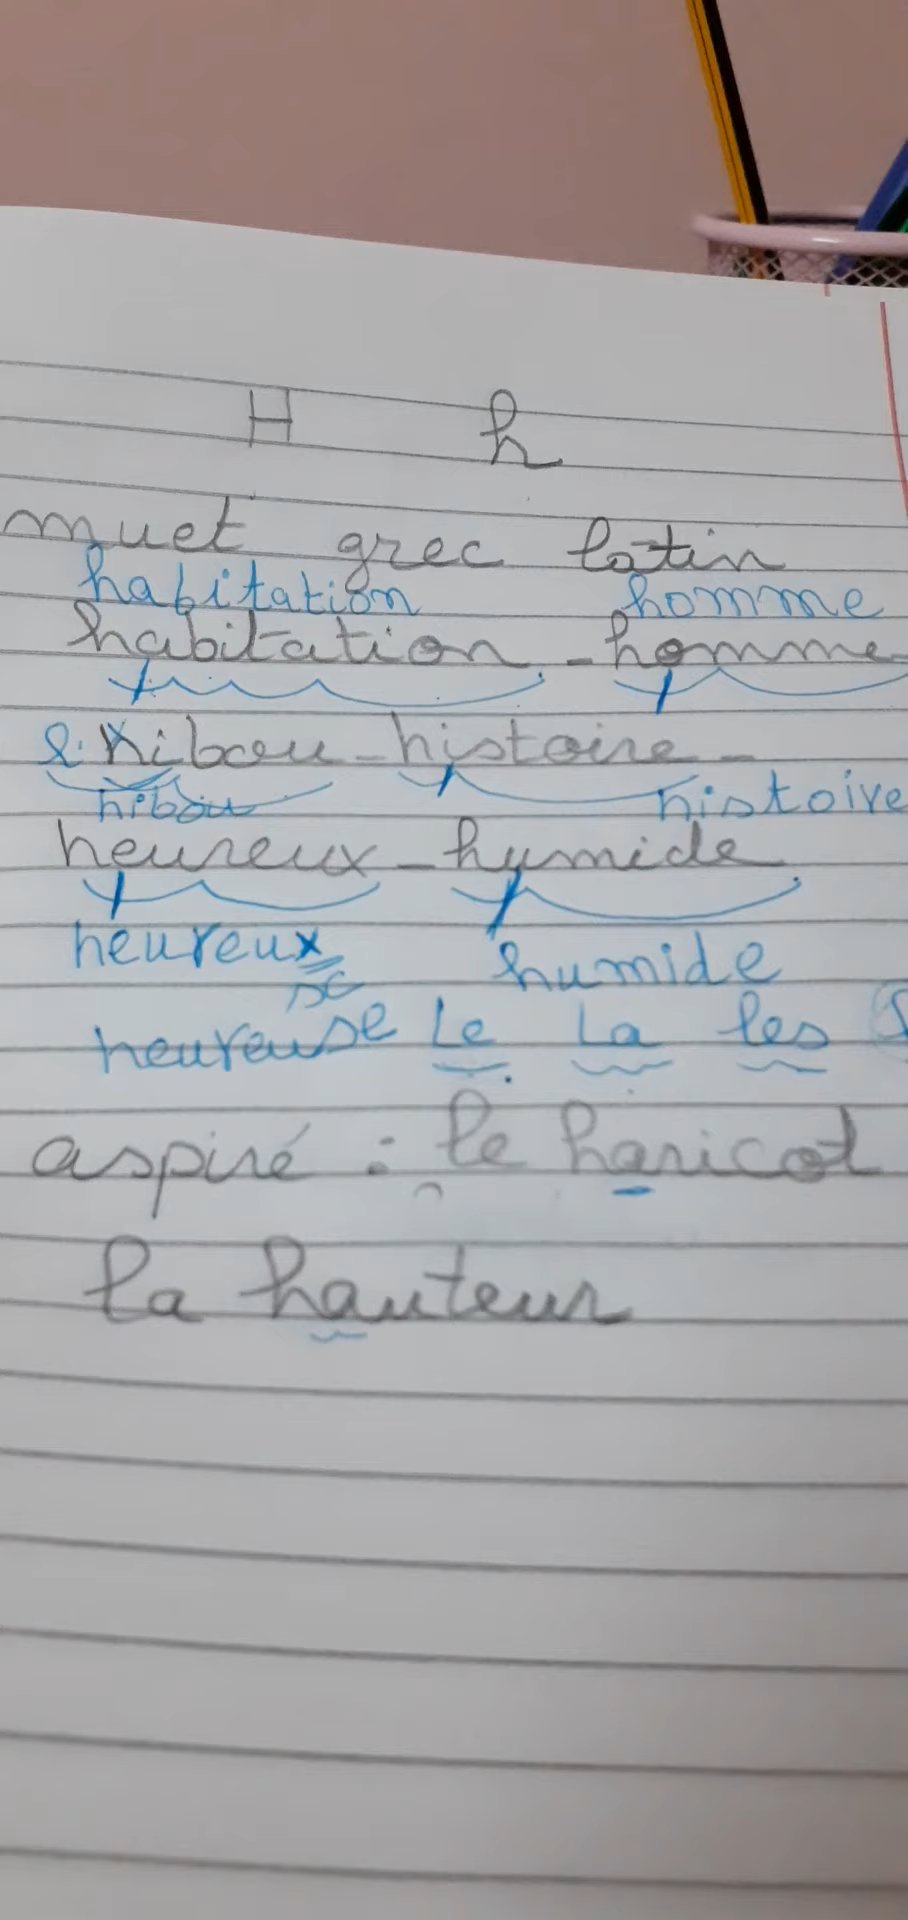 H h
muet grec latin
habitation homme
habitation - homme
hibou - histoire -
hibou histoire
heureux - humide
heureux humide
se
heureuse Le La les
aspiré : le haricot
la hauteur